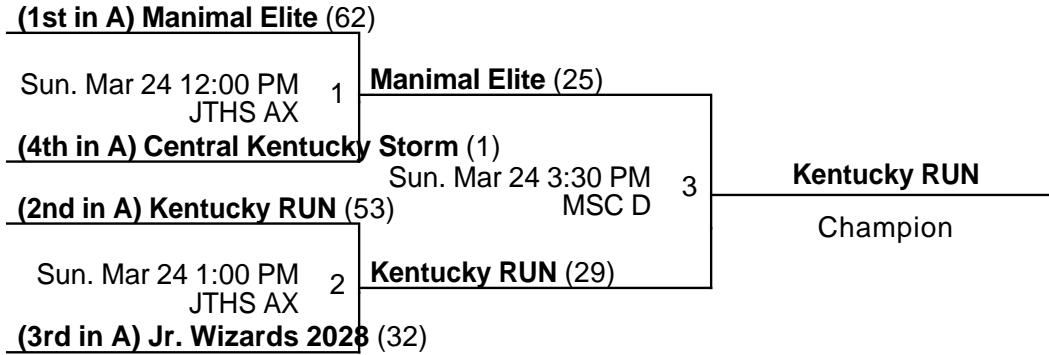 (1st in A) Manimal Elite (62)
Sun. Mar 24 12:00 PM
JTHS AX
1
Manimal Elite (25)
(4th in A) Central Kentucky Storm (1)
Sun. Mar 24 3:30 PM
MSC D
3
Kentucky RUN
Champion
(2nd in A) Kentucky RUN (53)
Sun. Mar 24 1:00 PM
JTHS AX
2
Kentucky RUN (29)
(3rd in A) Jr. Wizards 2028 (32)